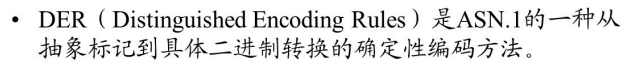 • DER（Distinguished Encoding Rules）是ASN.1的一种从
抽象标记到具体二进制转换的确定性编码方法。